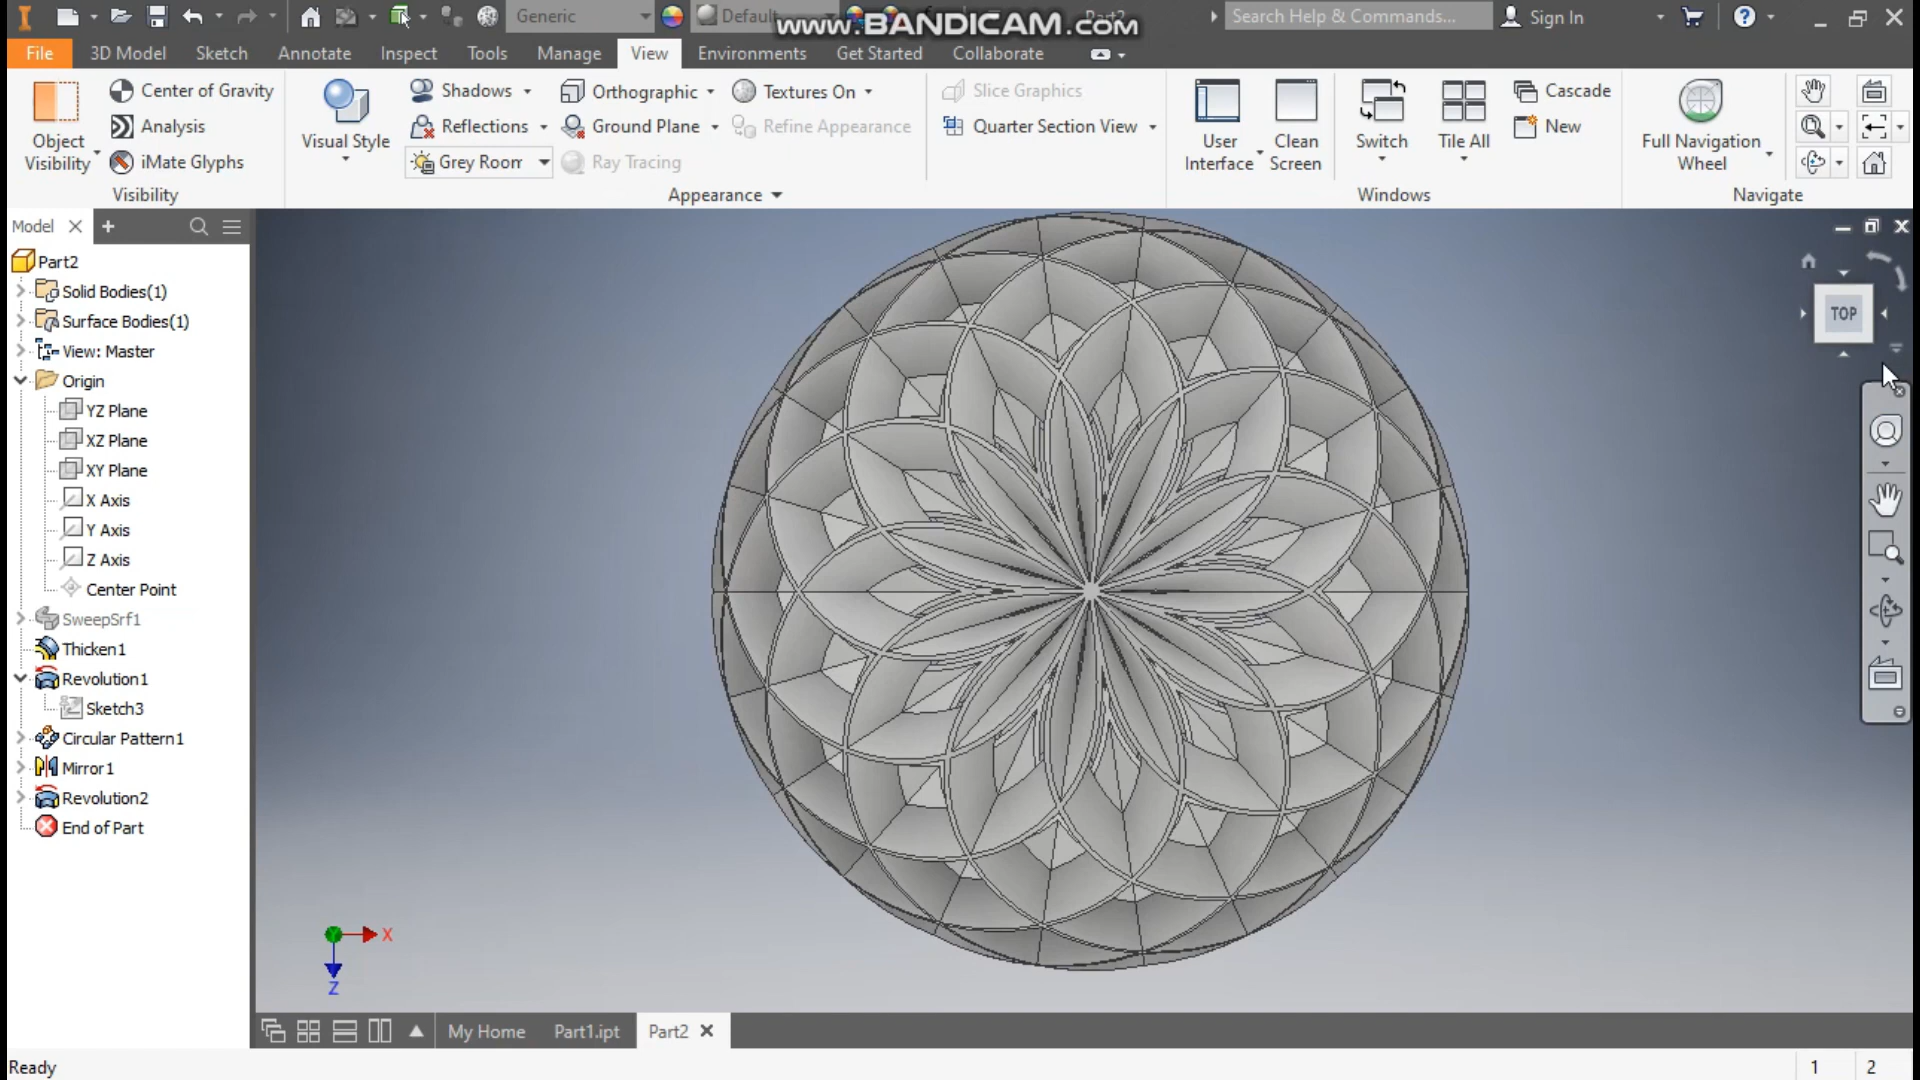 Generic
Default
www.BANDICAM.com
Search Help & Commands...
Sign In
File
3D Model
Sketch
Annotate
Inspect
Tools
Manage
View
Environments
Get Started
Collaborate
Object Visibility
Center of Gravity
Analysis
iMate Glyphs
Visibility
Visual Style
Shadows
Reflections
Grey Room
Orthographic
Ground Plane
Ray Tracing
Textures On
Refine Appearance
Appearance
Slice Graphics
Quarter Section View
User Interface
Clean Screen
Switch
Tile All
Cascade
New
Windows
Full Navigation Wheel
Navigate
Model
Part2
Solid Bodies(1)
Surface Bodies(1)
View: Master
Origin
YZ Plane
XZ Plane
XY Plane
X Axis
Y Axis
Z Axis
Center Point
SweepSrf1
Thicken1
Revolution1
Sketch3
Circular Pattern1
Mirror1
Revolution2
End of Part
TOP
X
Z
My Home
Part1.ipt
Part2
Ready
1
2